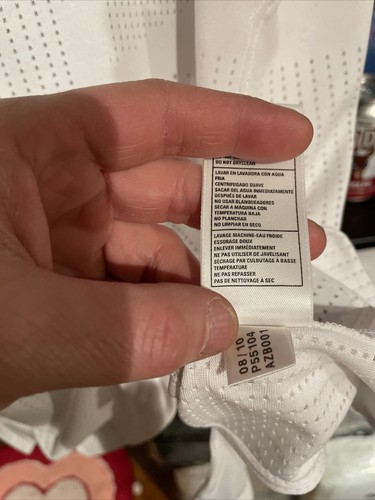 DO NOT DRYCLEAN
LAVAR EN LAVADORA CON AGUA
FRIA
CENTRIFUGADO SUAVE
SACAR DEL AGUA INMEDIATAMENTE
DESPUÉS DE LAVAR
NO USAR BLANQUEADORES
SECAR A MAQUINA CON
TEMPERATURA BAJA
NO PLANCHAR
NO LIMPIAR EN SECO
LAVAGE MACHINE-EAU FROIDE
ESSORAGE DOUX
ENLEVER IMMÉDIATEMENT
NE PAS UTILISER DE JAVELISANT
SÉCHAGE PAR CULBUTAGE A BASSE
TEMPÉRATURE
NE PAS REPASSER
PAS DE NETTOYAGE A SEC
08/10
P55104
AZB001